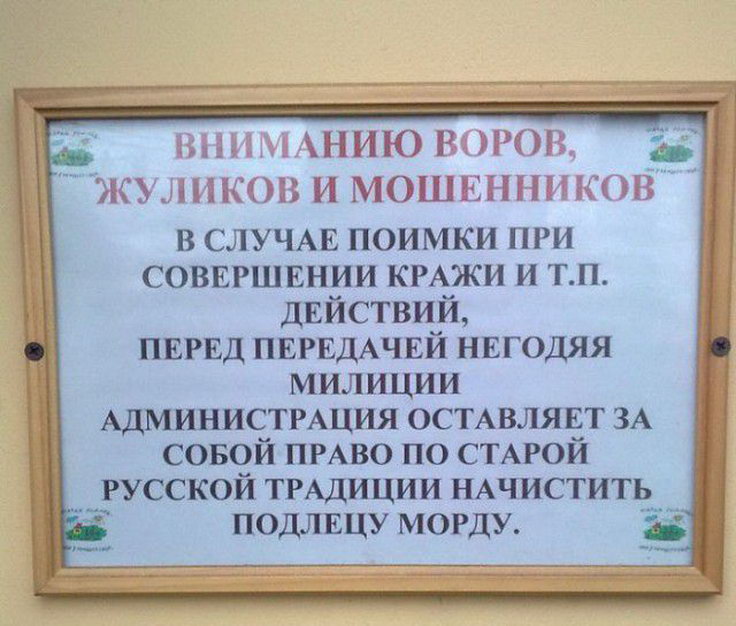 ВНИМАНИЮ ВОРОВ,
ЖУЛИКОВ И МОШЕННИКОВ
В СЛУЧАЕ ПОИМКИ ПРИ
СОВЕРШЕНИИ КРАЖИ И Т.П.
ДЕЙСТВИЙ,
ПЕРЕД ПЕРЕДАЧЕЙ НЕГОДЯЯ
МИЛИЦИИ
АДМИНИСТРАЦИЯ ОСТАВЛЯЕТ ЗА
СОБОЙ ПРАВО ПО СТАРОЙ
РУССКОЙ ТРАДИЦИИ НАЧИСТИТЬ
ПОДЛЕЦУ МОРДУ.